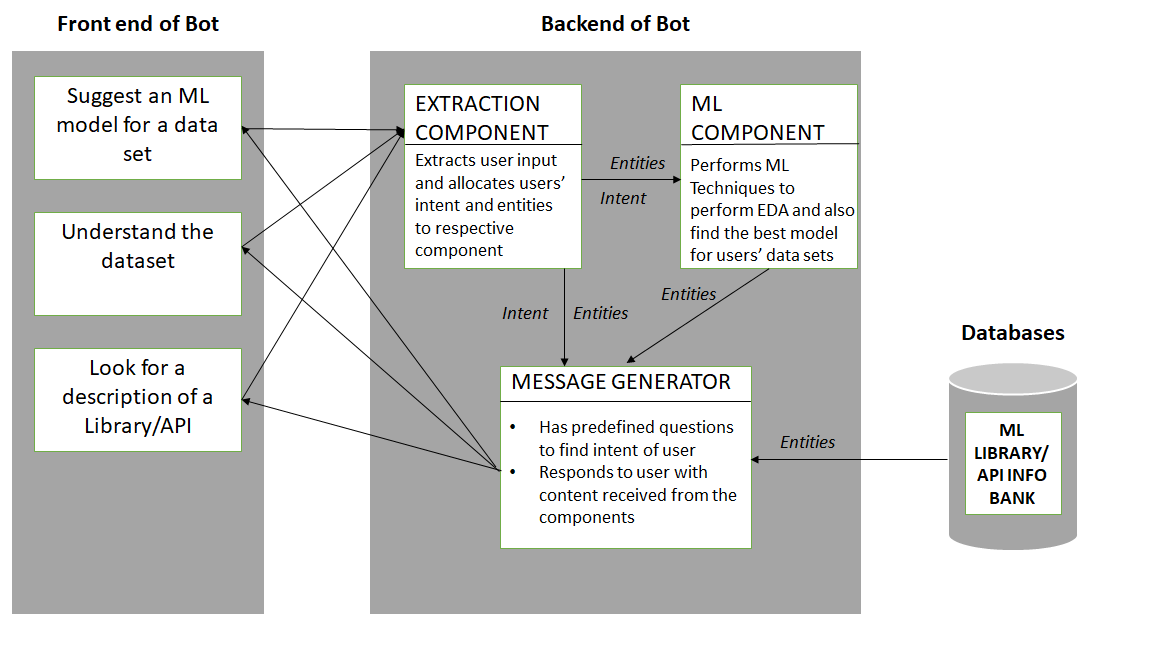 Front end of Bot
Suggest an ML
model for a data
set
Understand the
dataset
Look for a
description of a
Library/API
Backend of Bot
EXTRACTION
COMPONENT
Extracts user input
and allocates users’
intent and entities
to respective
component
Entities
Intent
ML
COMPONENT
Performs ML
Techniques to
perform EDA and also
find the best model
for users’ data sets
Intent
Entities
Entities
MESSAGE GENERATOR
• Has predefined questions
to find intent of user
• Responds to user with
content received from the
components
Entities
Databases
ML
LIBRARY/
API INFO
BANK